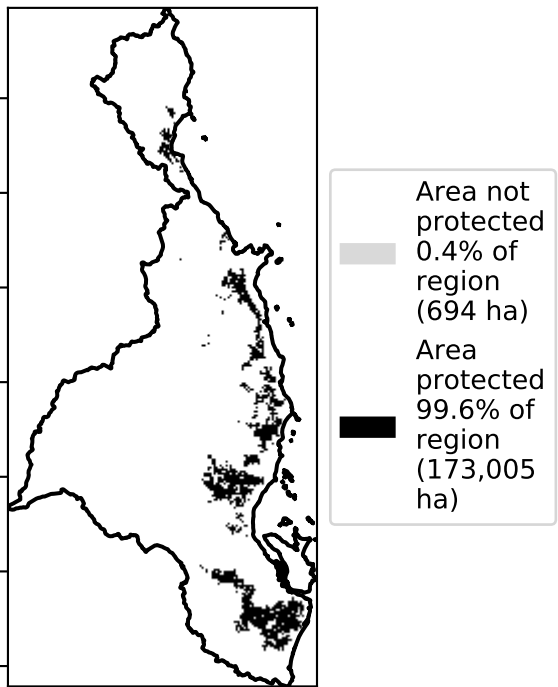 Area not
protected
0.4% of
region
(694 ha)
Area
protected
99.6% of
region
(173,005
ha)